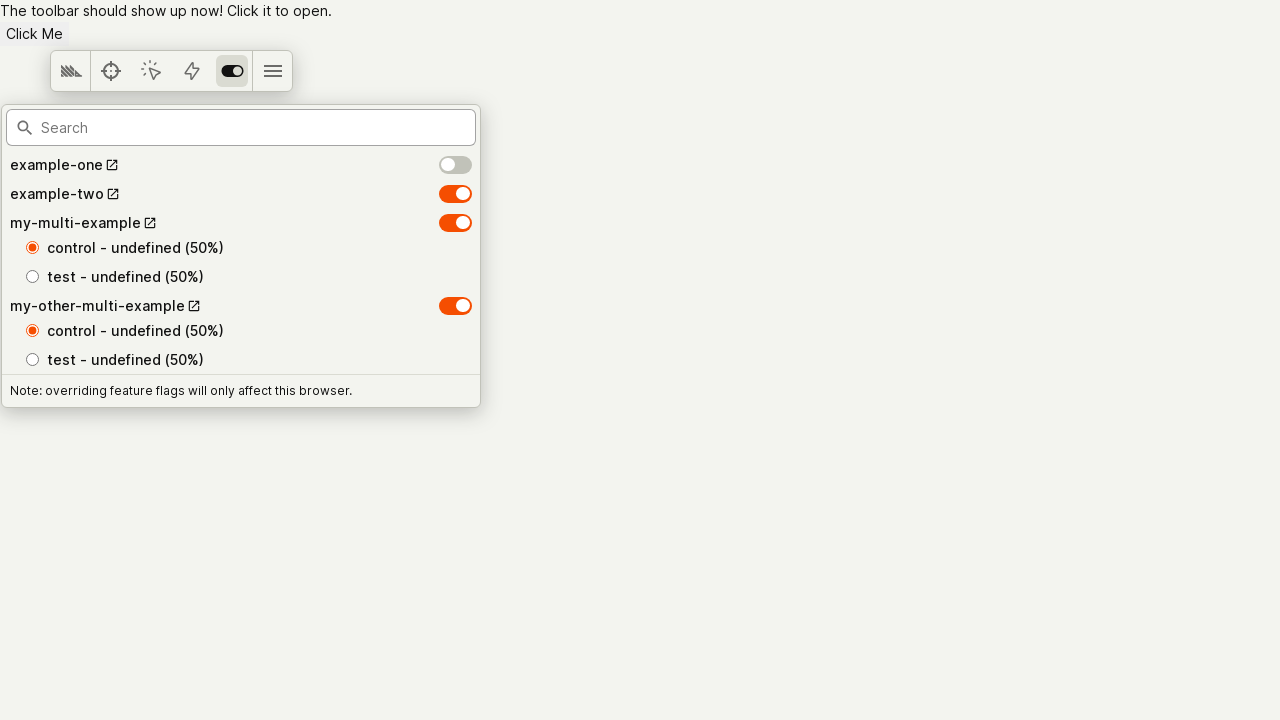 The toolbar should show up now! Click it to open.
Click Me
Search
example-one
example-two
my-multi-example
control - undefined (50%)
test - undefined (50%)
my-other-multi-example
control - undefined (50%)
test - undefined (50%)
Note: overriding feature flags will only affect this browser.